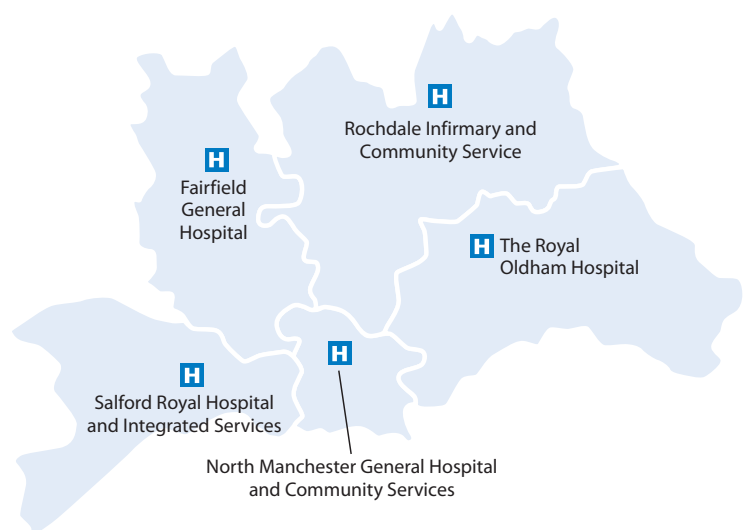 H
Rochdale Infirmary and
Community Service
H
Fairfield
General
Hospital
H
The Royal
Oldham Hospital
H
H
Salford Royal Hospital
and Integrated Services
North Manchester General Hospital
and Community Services